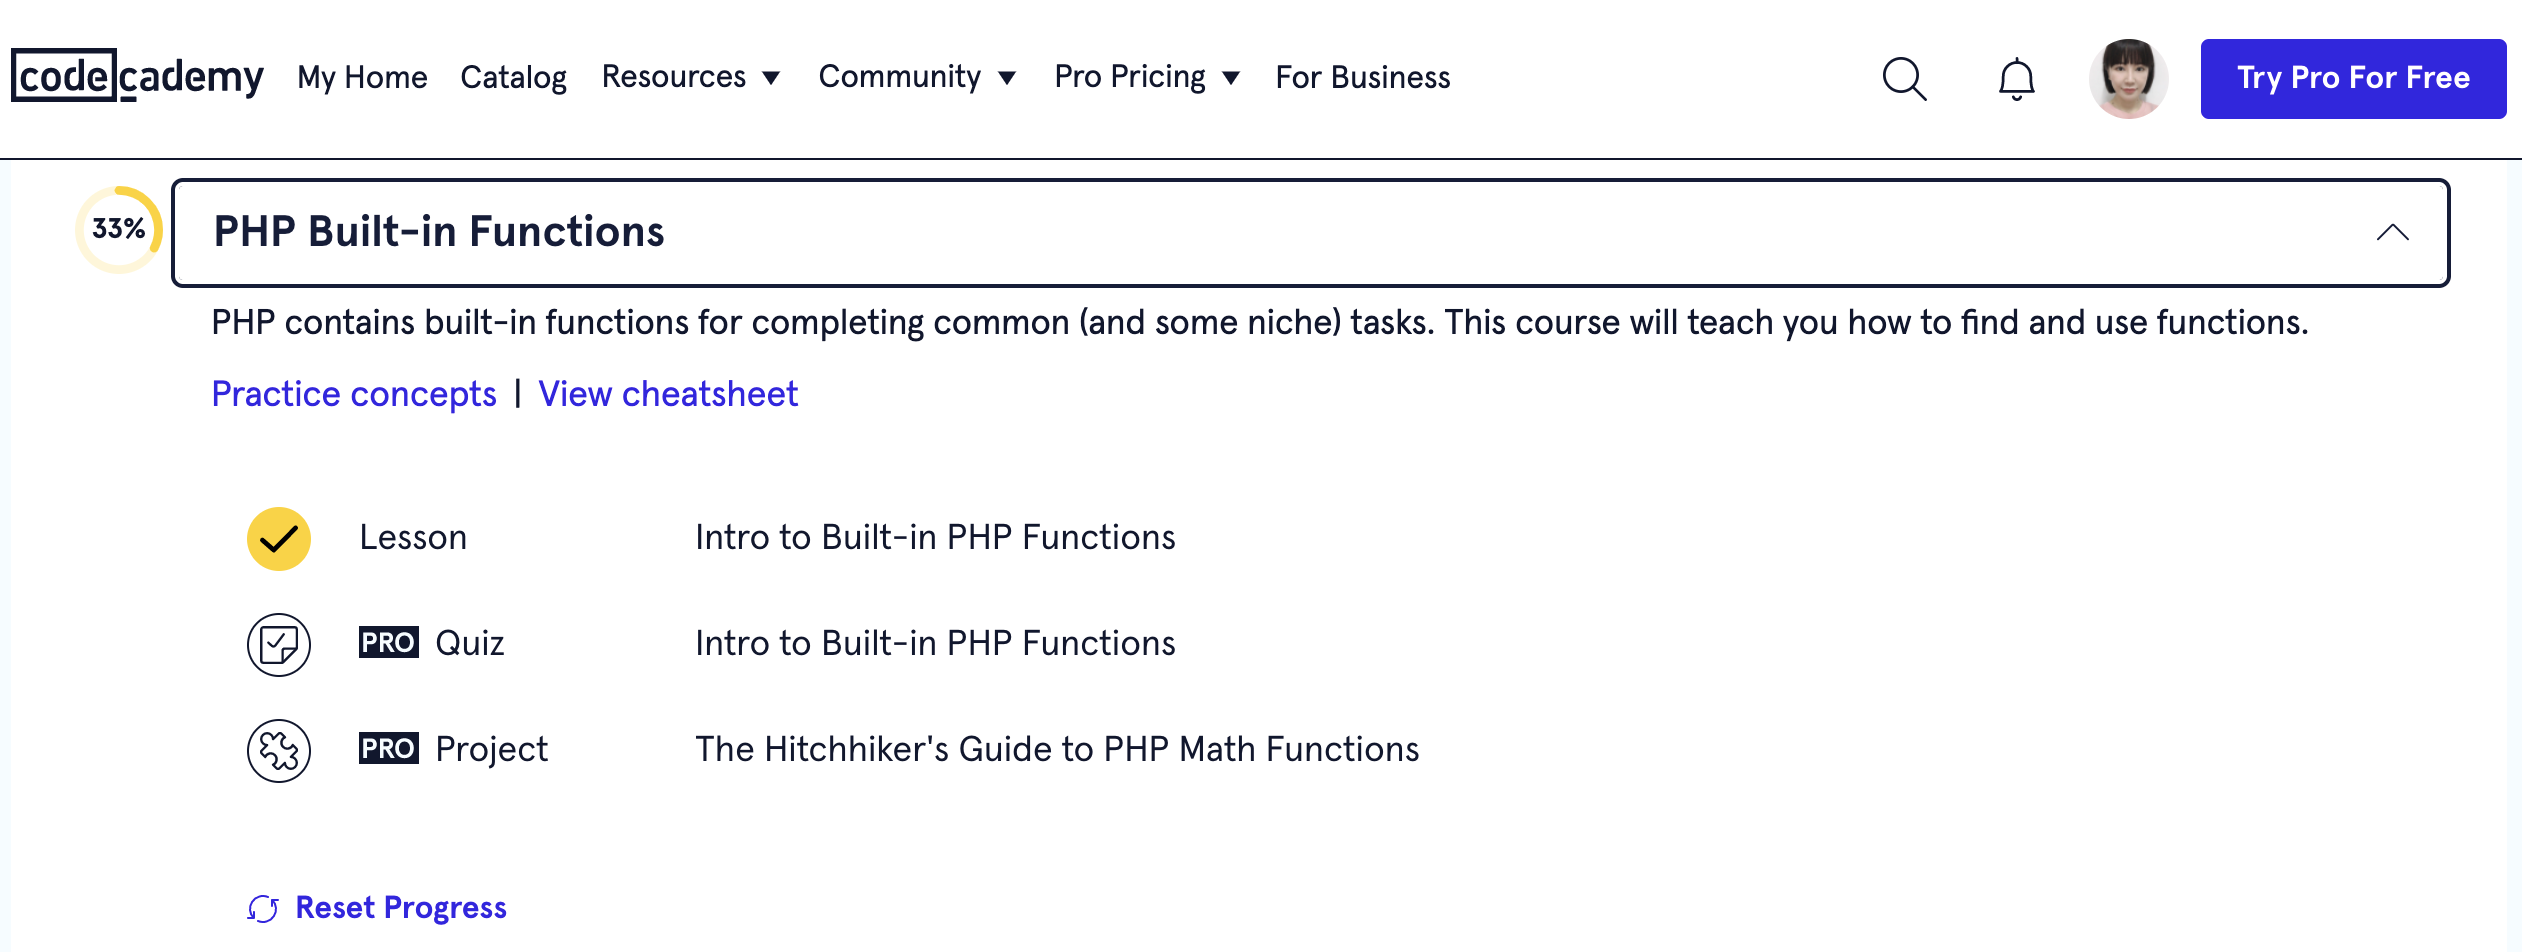 codecademy My Home Catalog Resources Community Pro Pricing For Business Try Pro For Free
33% PHP Built-in Functions
PHP contains built-in functions for completing common (and some niche) tasks. This course will teach you how to find and use functions.
Practice concepts | View cheatsheet
Lesson Intro to Built-in PHP Functions
PRO Quiz Intro to Built-in PHP Functions
PRO Project The Hitchhiker's Guide to PHP Math Functions
Reset Progress